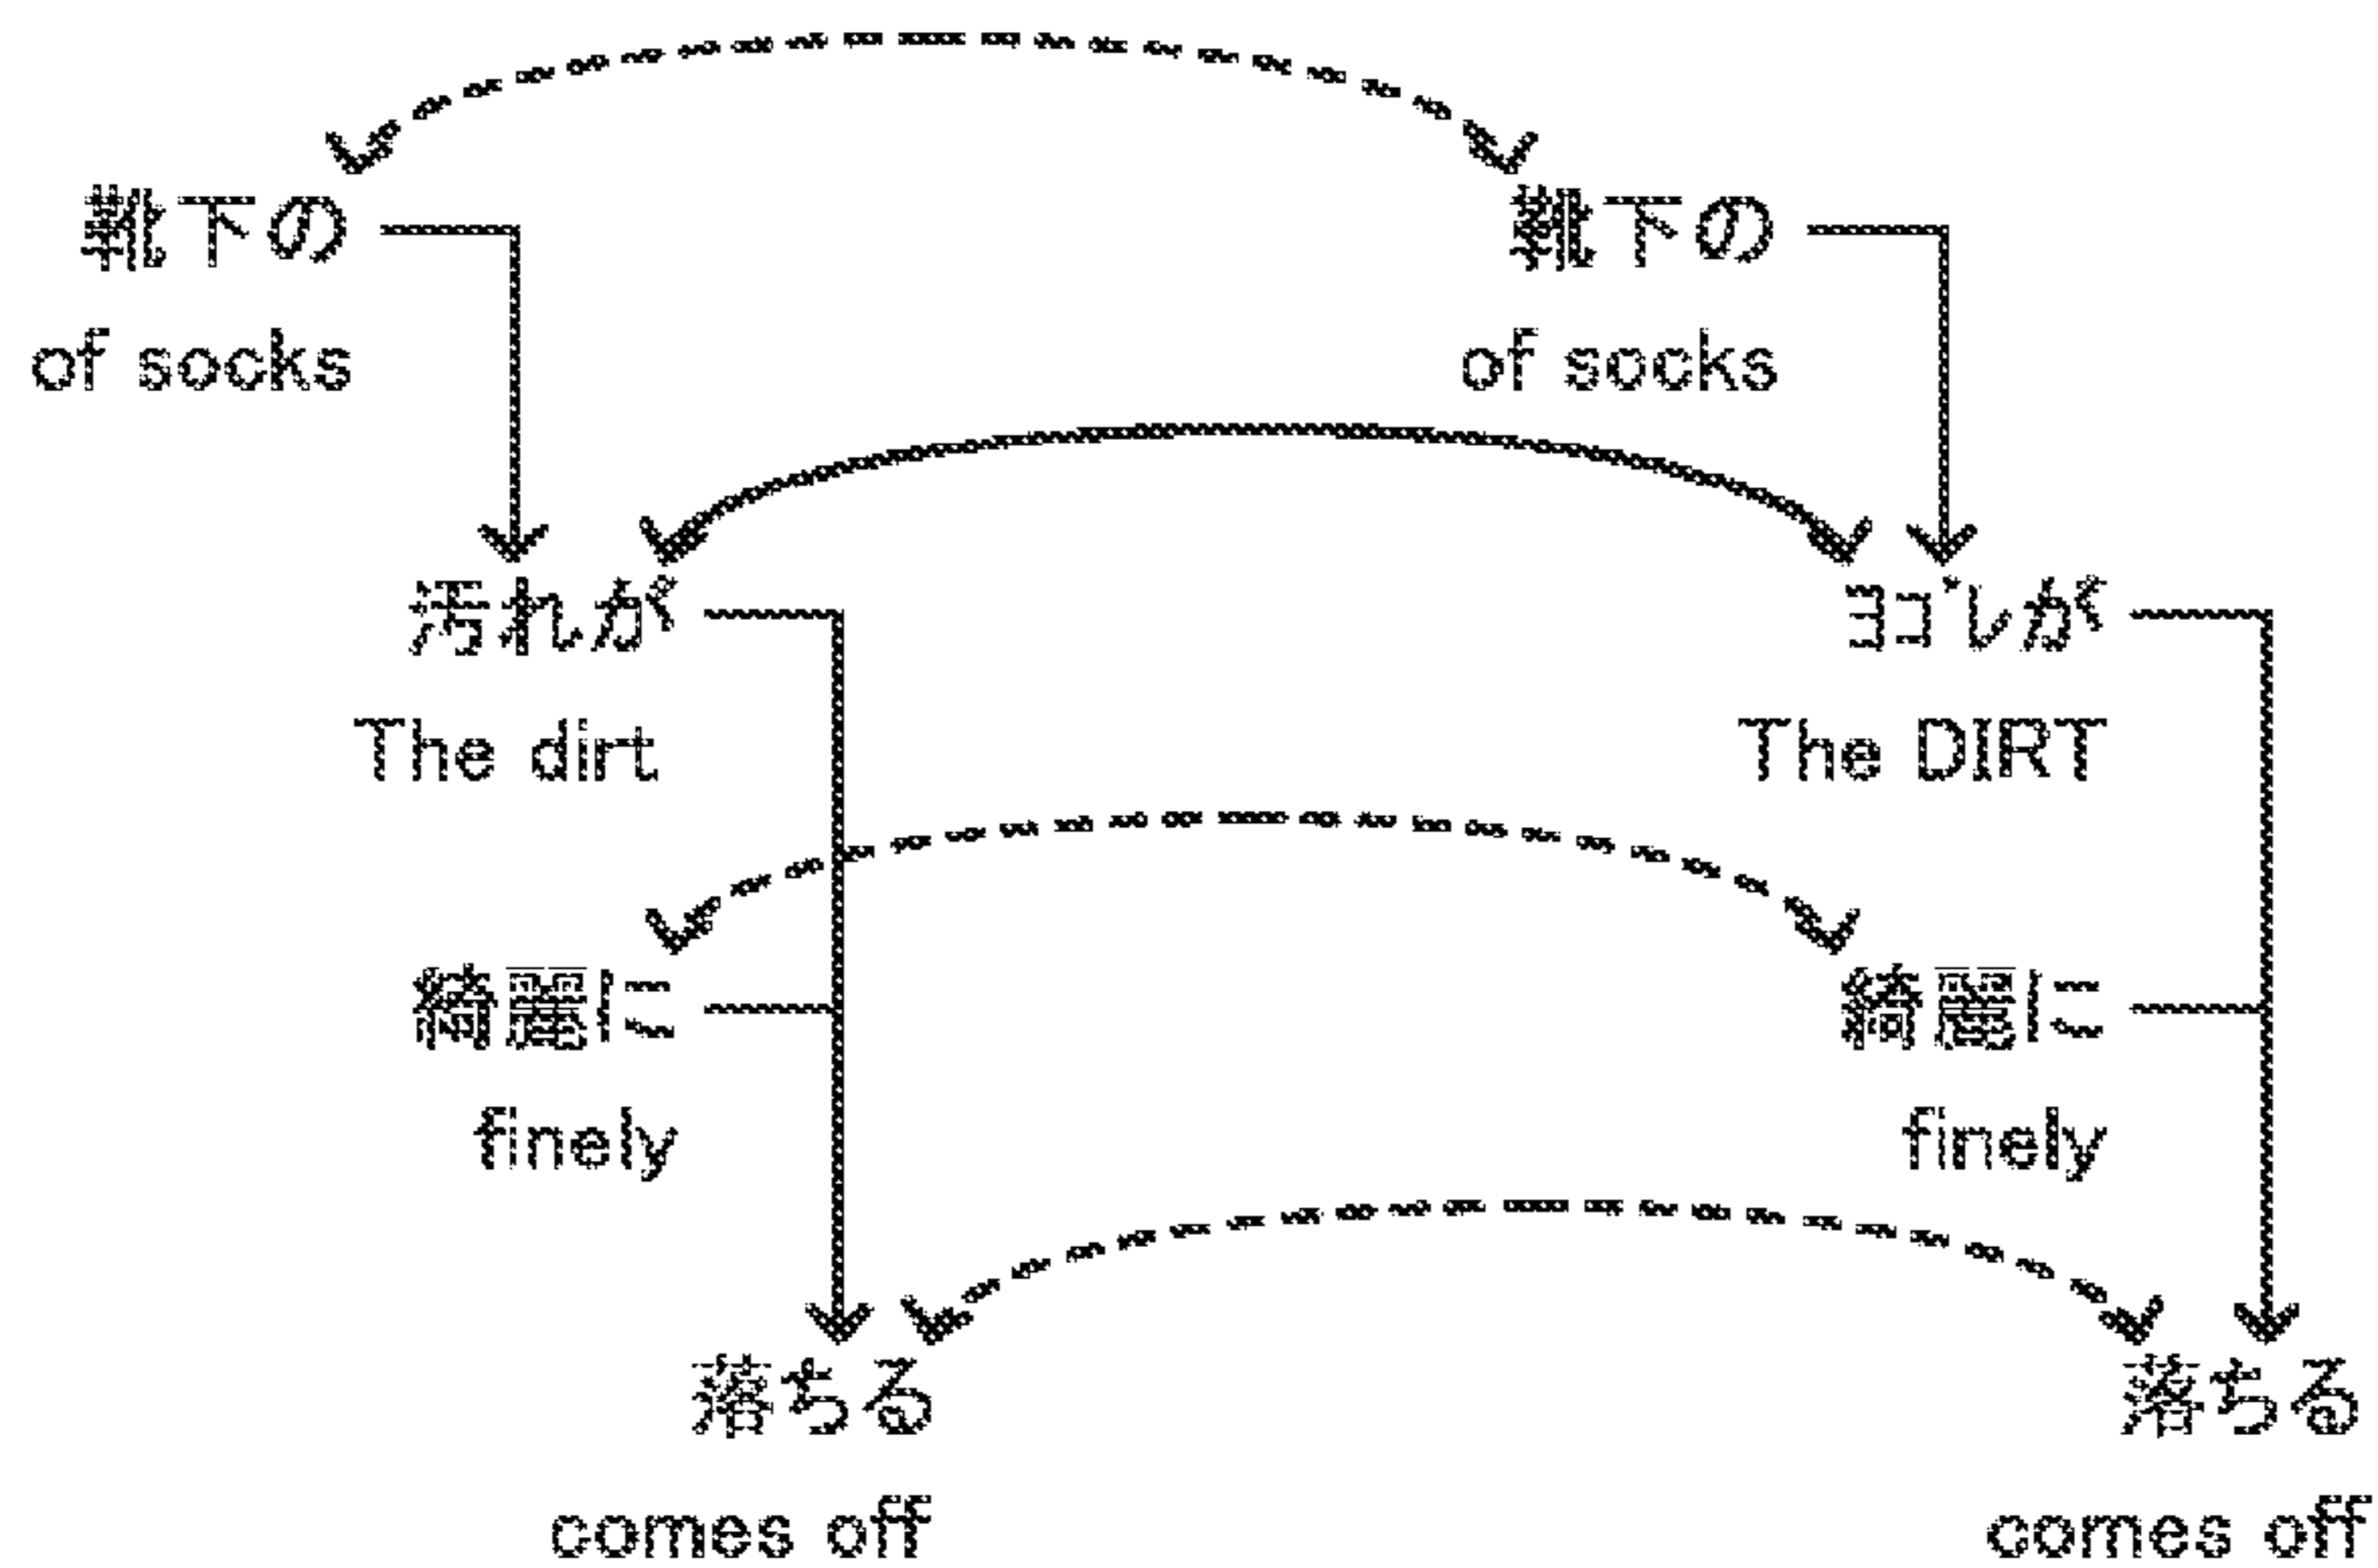 靴下の
靴下の
of socks
of socks
汚れが
ヨゴレが
The dirt
The DIRT
綺麗に
綺麗に
finely
finely
落ちる
落ちる
comes off
comes off